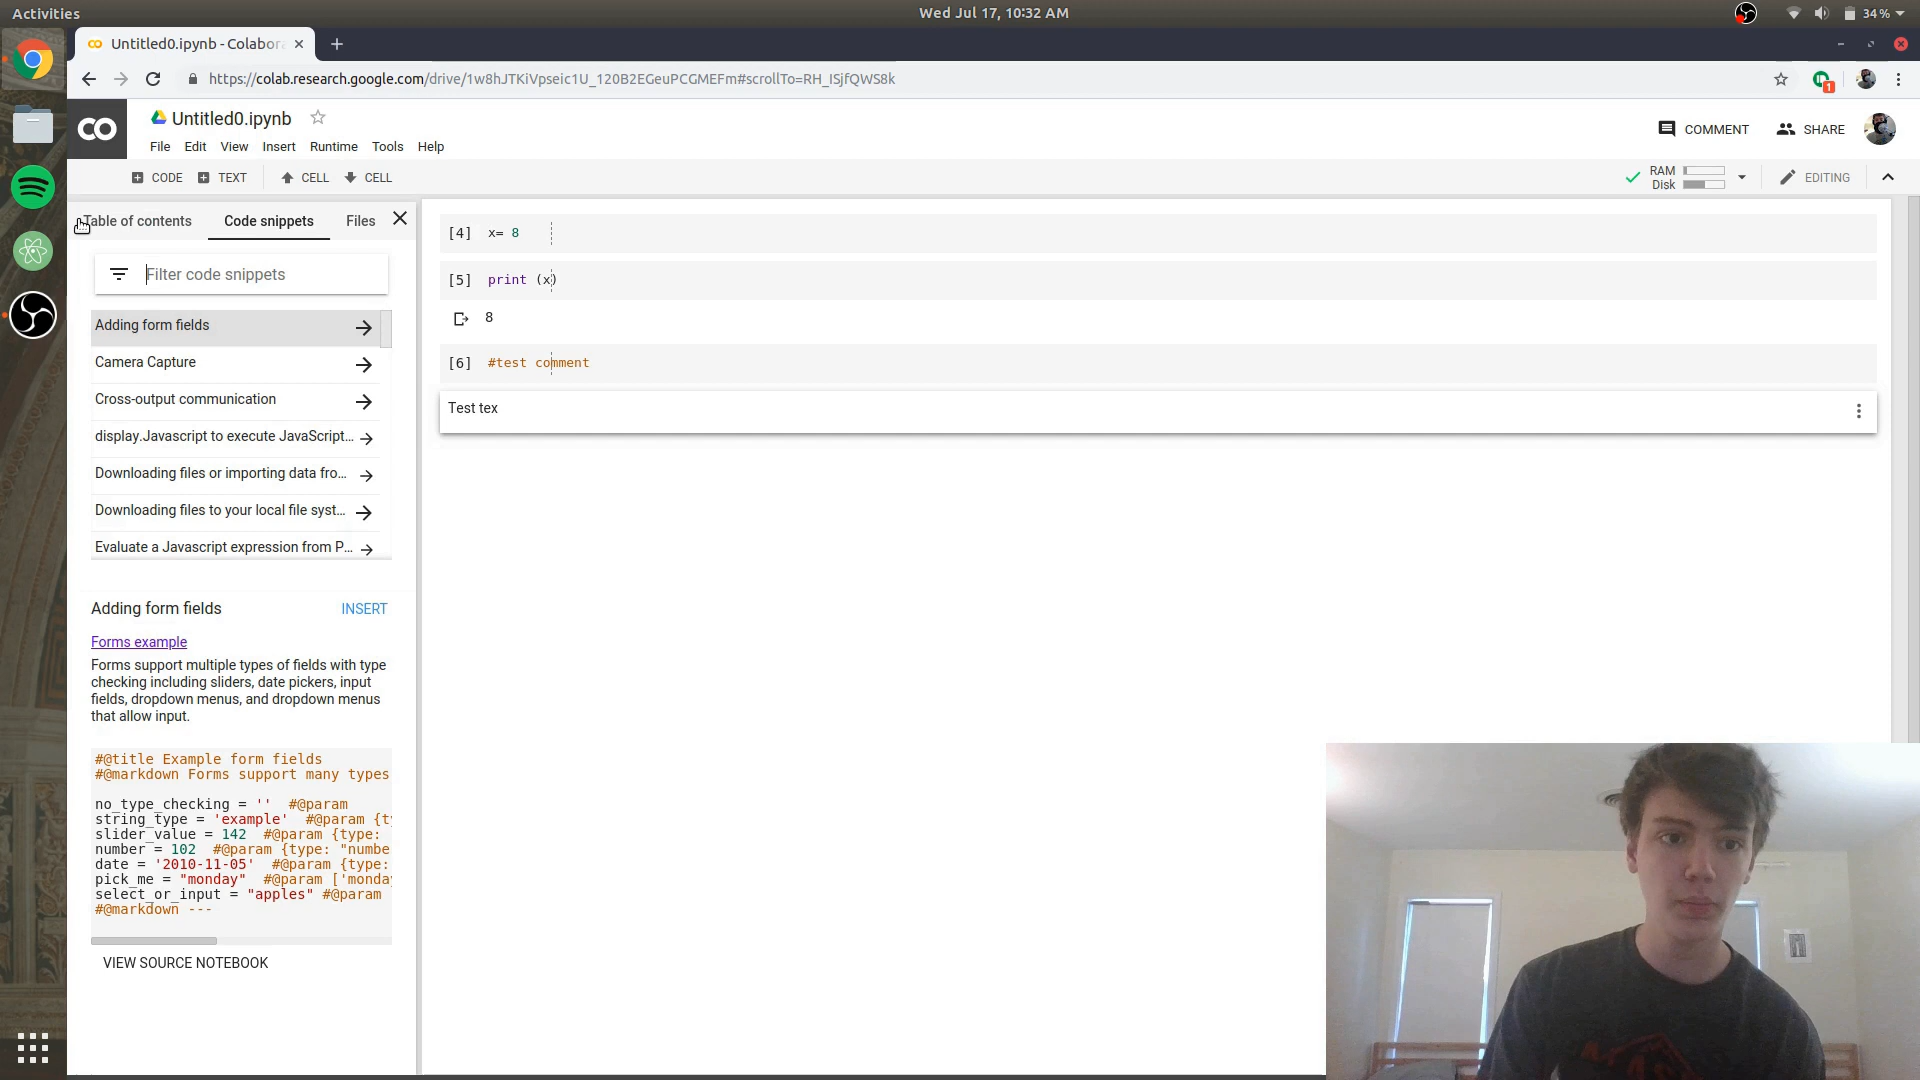 Activities
Wed Jul 17, 10:32 AM
34%
Untitled0.ipynb - Colabor
https://colab.research.google.com/drive/1w8hJTKiVpseic1U_120B2EGeuPCGMEFm#scrollTo=RH_ISjfQWS8k
1
CO
Untitled0.ipynb
COMMENT
SHARE
File Edit View Insert Runtime Tools Help
CODE TEXT CELL CELL
RAM
Disk
EDITING
Table of contents Code snippets Files
Filter code snippets
Adding form fields
Camera Capture
Cross-output communication
display.Javascript to execute JavaScript...
Downloading files or importing data fro...
Downloading files to your local file syst...
Evaluate a Javascript expression from P...
Adding form fields INSERT
Forms example
Forms support multiple types of fields with type
checking including sliders, date pickers, input
fields, dropdown menus, and dropdown menus
that allow input.
#@title Example form fields
#@markdown Forms support many types
no_type_checking = '' #@param
string_type = 'example' #@param {ty
slider_value = 142 #@param {type:
number = 102 #@param {type: "numbe
date = '2010-11-05' #@param {type:
pick_me = "monday" #@param ['monday
select_or_input = "apples" #@param
#@markdown ---
VIEW SOURCE NOTEBOOK
[4] x= 8
[5] print (x)
8
[6] #test comment
Test tex